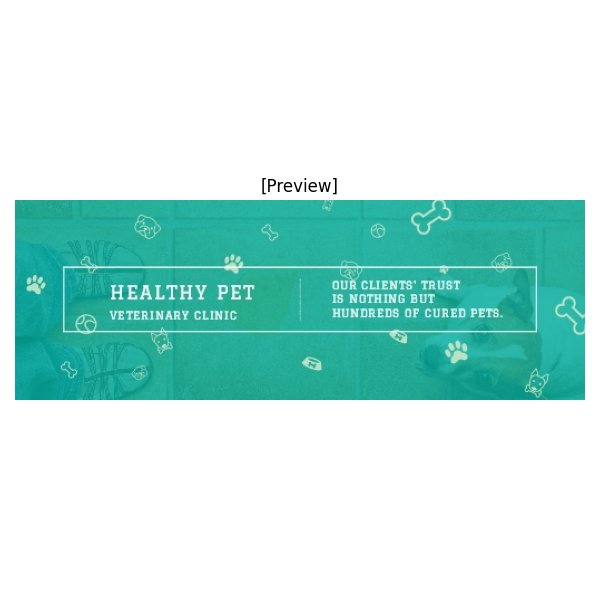 [Preview]
HEALTHY PET
VETERINARY CLINIC
OUR CLIENTS' TRUST
IS NOTHING BUT
HUNDREDS OF CURED PETS.